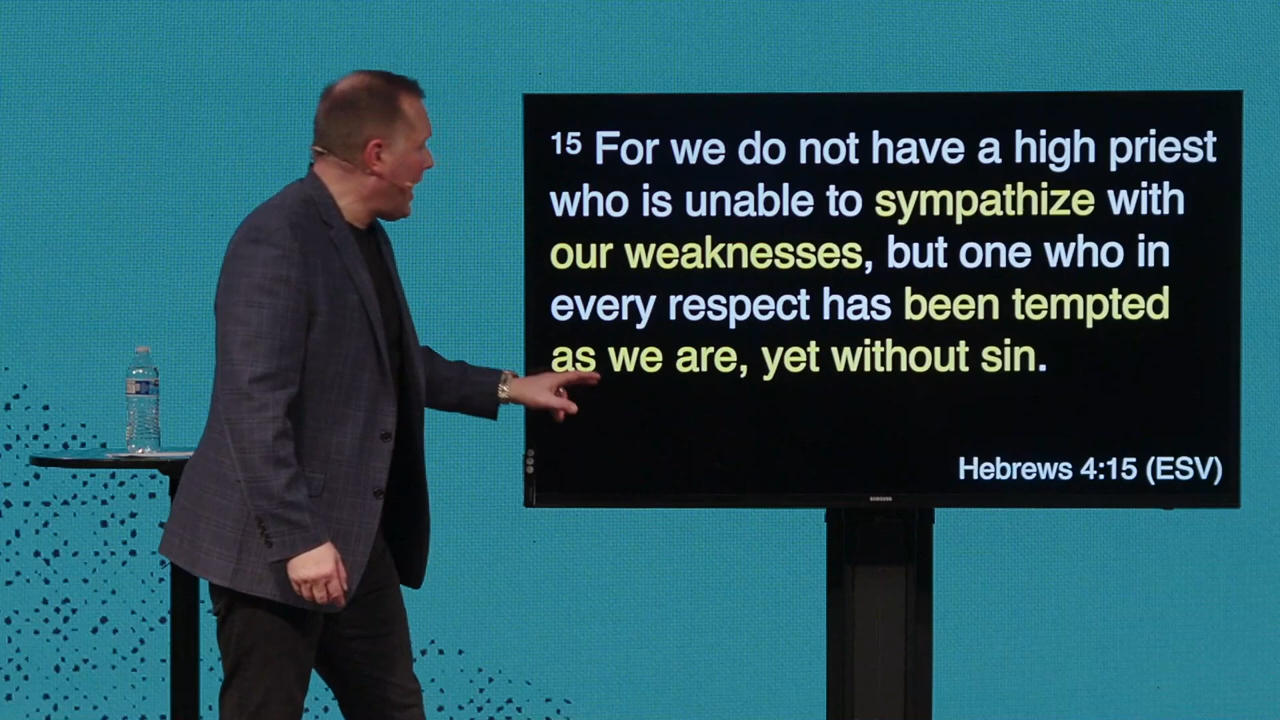 15 For we do not have a high priest
who is unable to sympathize with
our weaknesses, but one who in
every respect has been tempted
as we are, yet without sin.
Hebrews 4:15 (ESV)
SAMSUNG